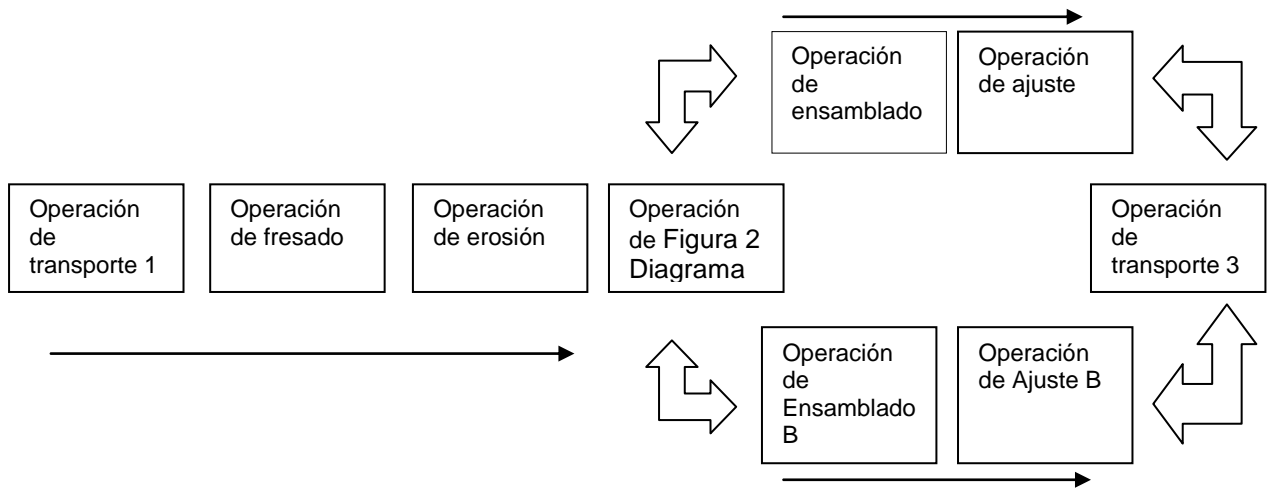 Operación
de
ensamblado
Operación
de ajuste
Operación
de
transporte 1
Operación
de fresado
Operación
de erosión
Operación
de Figura 2
Diagrama
Operación
de
transporte 3
Operación
de
Ensamblado
B
Operación
de Ajuste B